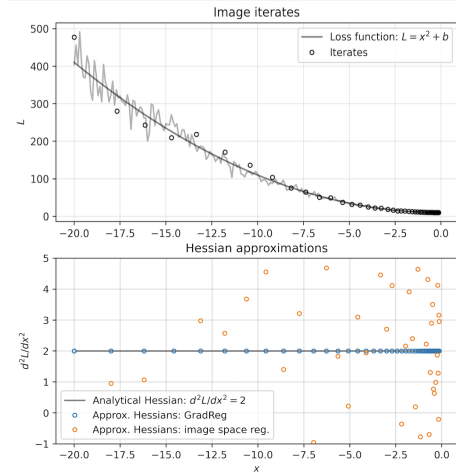 Image iterates
500
400
300
200
100
0
L
Loss function: L = x² + b
Iterates
−20.0 −17.5 −15.0 −12.5 −10.0 −7.5 −5.0 −2.5 0.0
Hessian approximations
5
4
3
2
1
0
−1
d²L/dx²
Analytical Hessian: d²L/dx² = 2
Approx. Hessians: GradReg
Approx. Hessians: image space reg.
−20.0 −17.5 −15.0 −12.5 −10.0 −7.5 −5.0 −2.5 0.0
x